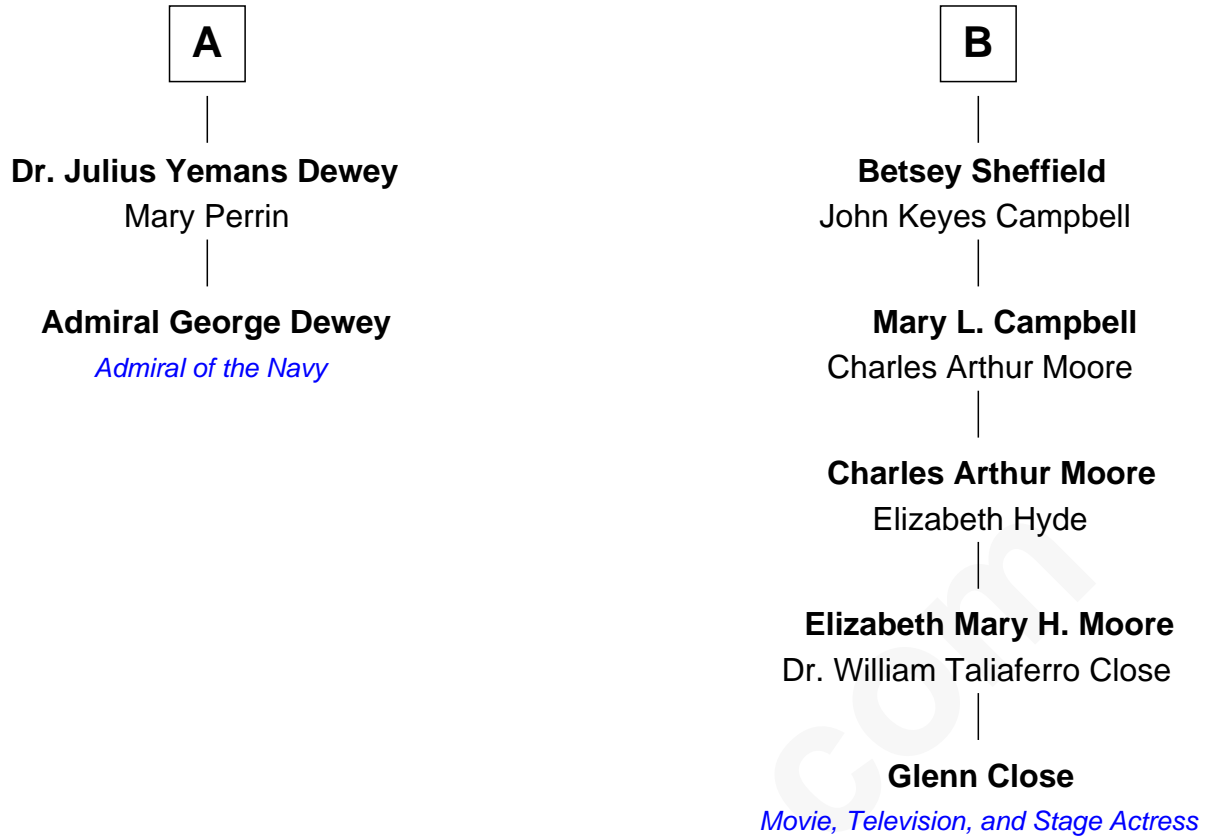 A
Dr. Julius Yemans Dewey
Mary Perrin
Admiral George Dewey
Admiral of the Navy
B
Betsey Sheffield
John Keyes Campbell
Mary L. Campbell
Charles Arthur Moore
Charles Arthur Moore
Elizabeth Hyde
Elizabeth Mary H. Moore
Dr. William Taliaferro Close
Glenn Close
Movie, Television, and Stage Actress
com